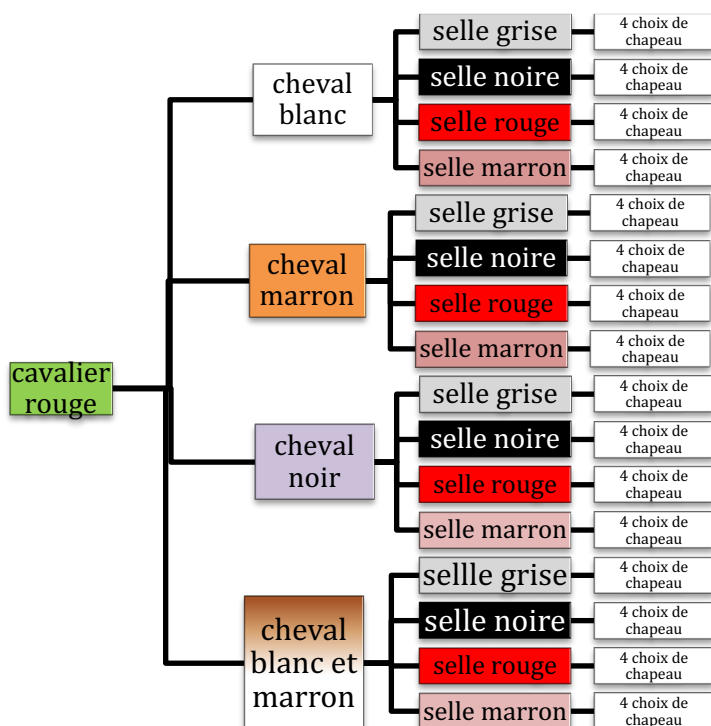 cavalier
rouge
cheval
blanc
selle grise
4 choix de
chapeau
selle noire
4 choix de
chapeau
selle rouge
4 choix de
chapeau
selle marron
4 choix de
chapeau
cheval
marron
selle grise
4 choix de
chapeau
selle noire
4 choix de
chapeau
selle rouge
4 choix de
chapeau
selle marron
4 choix de
chapeau
cheval
noir
selle grise
4 choix de
chapeau
selle noire
4 choix de
chapeau
selle rouge
4 choix de
chapeau
selle marron
4 choix de
chapeau
cheval
blanc et
marron
sellle grise
4 choix de
chapeau
selle noire
4 choix de
chapeau
selle rouge
4 choix de
chapeau
selle marron
4 choix de
chapeau